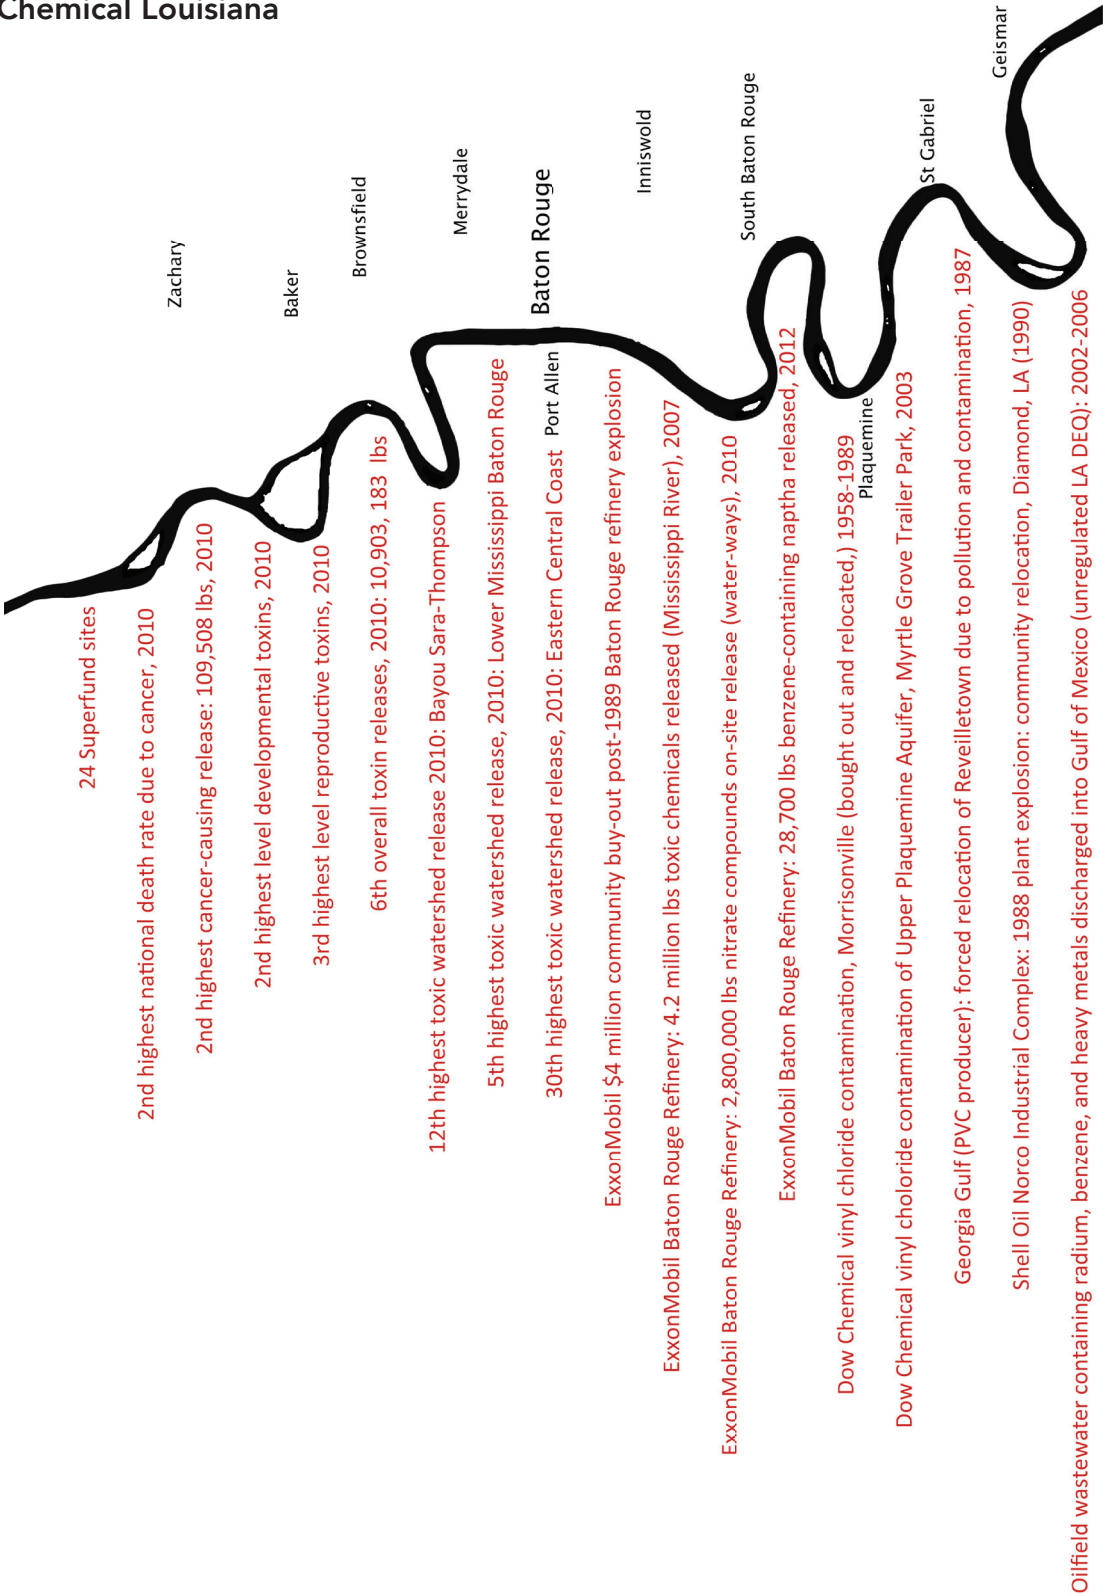 Chemical Louisiana
Zachary
Baker
Brownsfield
Merrydale
Baton Rouge
Port Allen
Inniswold
South Baton Rouge
Plaquemine
St Gabriel
Geismar
24 Superfund sites
2nd highest national death rate due to cancer, 2010
2nd highest cancer-causing release: 109,508 lbs, 2010
2nd highest level developmental toxins, 2010
3rd highest level reproductive toxins, 2010
6th overall toxin releases, 2010: 10,903, 183 lbs
12th highest toxic watershed release 2010: Bayou Sara-Thompson
5th highest toxic watershed release, 2010: Lower Mississippi Baton Rouge
30th highest toxic watershed release, 2010: Eastern Central Coast
ExxonMobil $4 million community buy-out post-1989 Baton Rouge refinery explosion
ExxonMobil Baton Rouge Refinery: 4.2 million lbs toxic chemicals released (Mississippi River), 2007
ExxonMobil Baton Rouge Refinery: 2,800,000 lbs nitrate compounds on-site release (water-ways), 2010
ExxonMobil Baton Rouge Refinery: 28,700 lbs benzene-containing naptha released, 2012
Dow Chemical vinyl chloride contamination, Morrisonville (bought out and relocated,) 1958-1989
Dow Chemical vinyl choloride contamination of Upper Plaquemine Aquifer, Myrtle Grove Trailer Park, 2003
Georgia Gulf (PVC producer): forced relocation of Reveilletown due to pollution and contamination, 1987
Shell Oil Norco Industrial Complex: 1988 plant explosion: community relocation, Diamond, LA (1990)
Oilfield wastewater containing radium, benzene, and heavy metals discharged into Gulf of Mexico (unregulated LA DEQ): 2002-2006